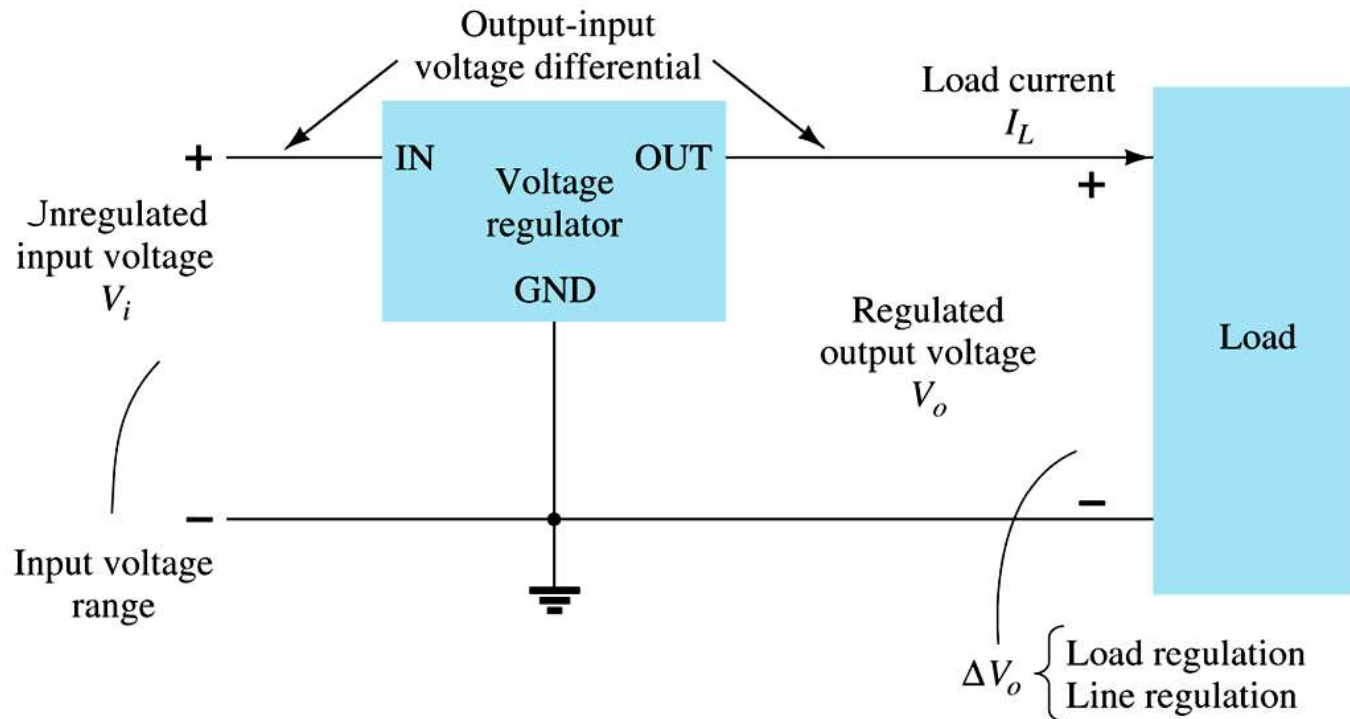 Output-input
voltage differential
Load current
I_L
+
IN
OUT
+
Voltage
regulator
GND
Jnregulated
input voltage
V_i
Regulated
output voltage
V_o
Load
−
−
Input voltage
range
ΔV_o { Load regulation
Line regulation